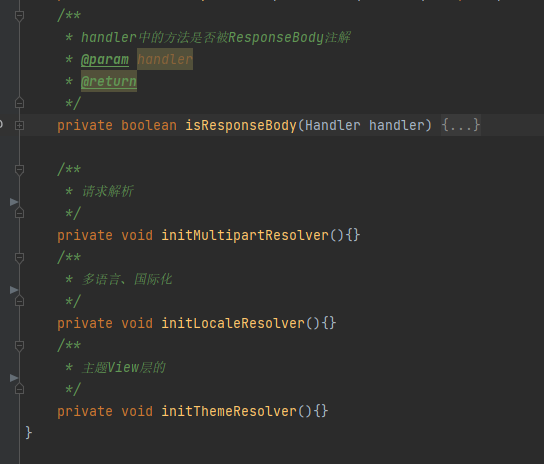 /**
 * handler中的方法是否被ResponseBody注解
 * @param handler
 * @return
 */
private boolean isResponseBody(Handler handler) {...}
/**
 * 请求解析
 */
private void initMultipartResolver(){}
/**
 * 多语言、国际化
 */
private void initLocaleResolver(){}
/**
 * 主题View层的
 */
private void initThemeResolver(){}
}